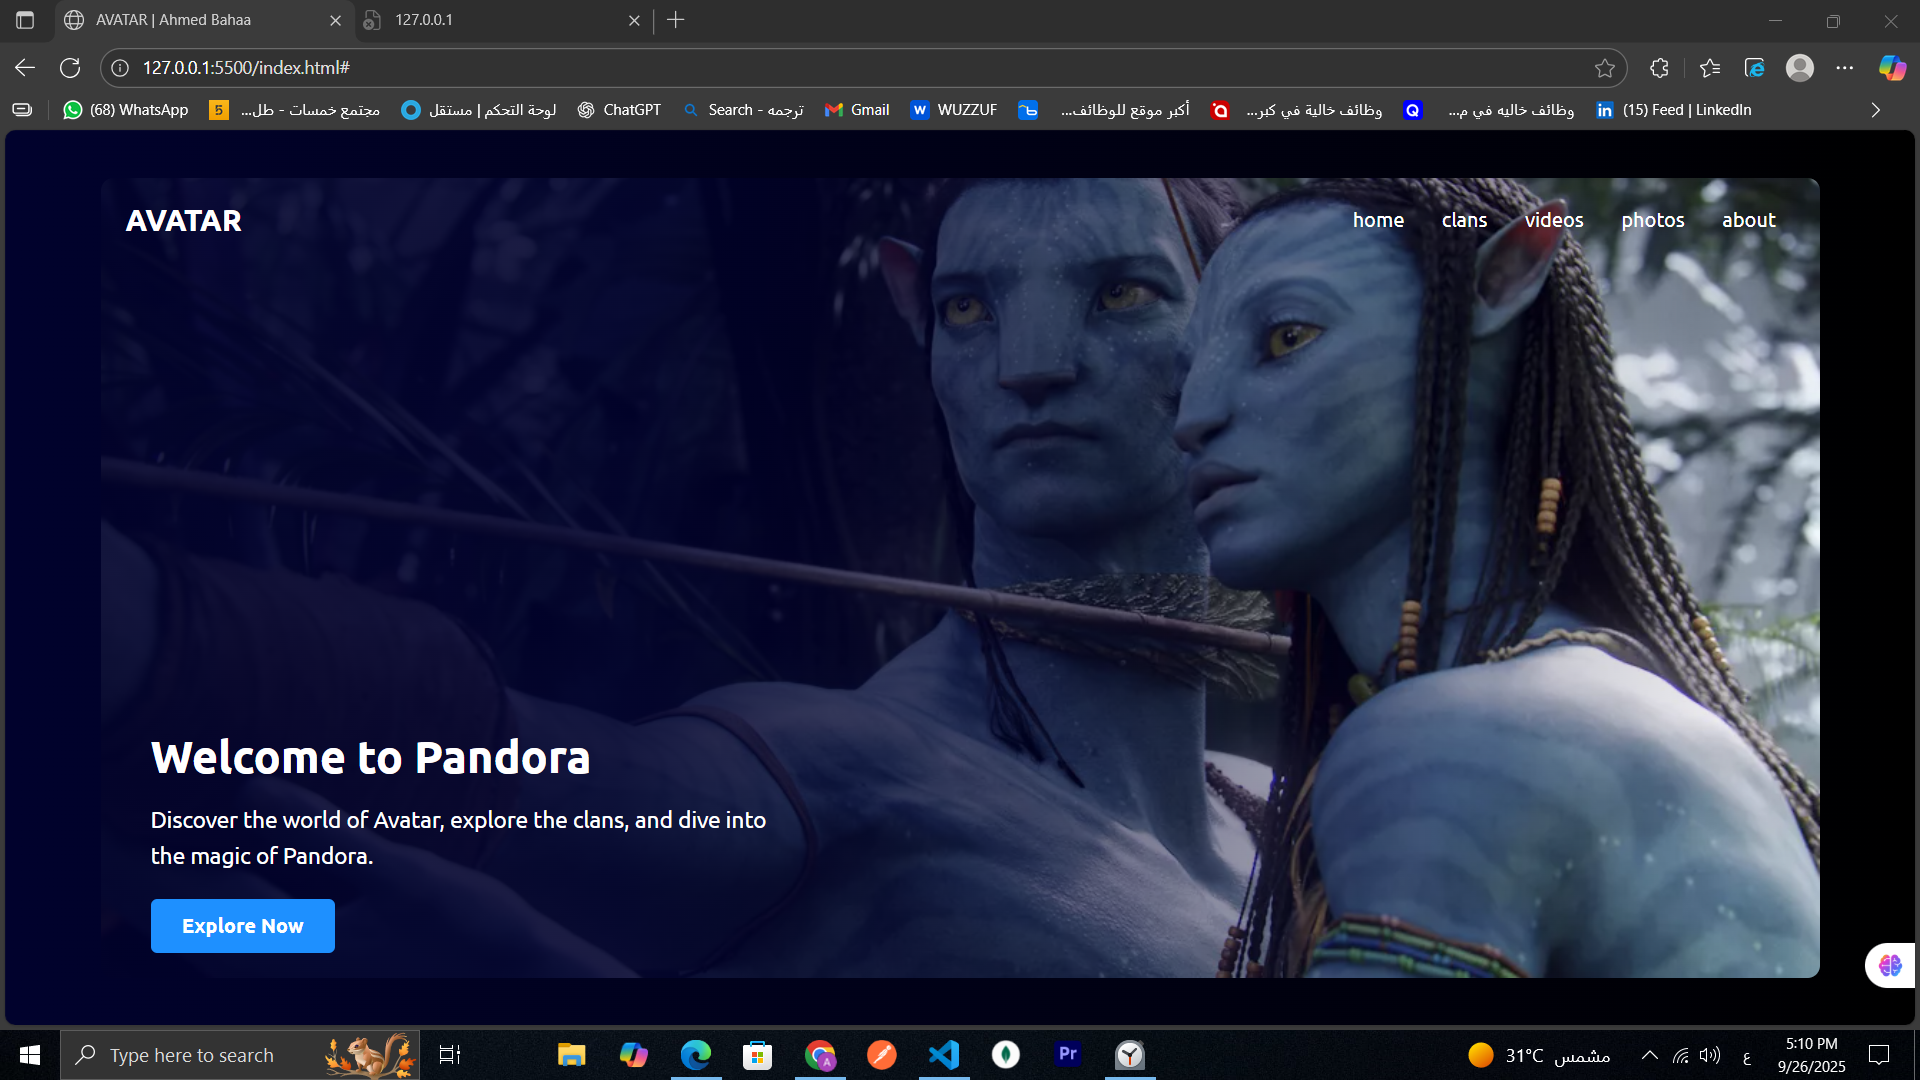 AVATAR | Ahmed Bahaa
127.0.0.1
127.0.0.1:5500/index.html#
(68) WhatsApp
5
مجتمع خمسات - طل...
لوحة التحكم | مستقل
ChatGPT
Search - ترجمه
Gmail
W
WUZZUF
أكبر موقع للوظائف...
وظائف خالية في كبر...
Q
وظائف خاليه في م...
in
(15) Feed | LinkedIn
AVATAR
home
clans
videos
photos
about
Welcome to Pandora
Discover the world of Avatar, explore the clans, and dive into
the magic of Pandora.
Explore Now
Type here to search
A
Pr
31°C مشمس
ع
5:10 PM
9/26/2025